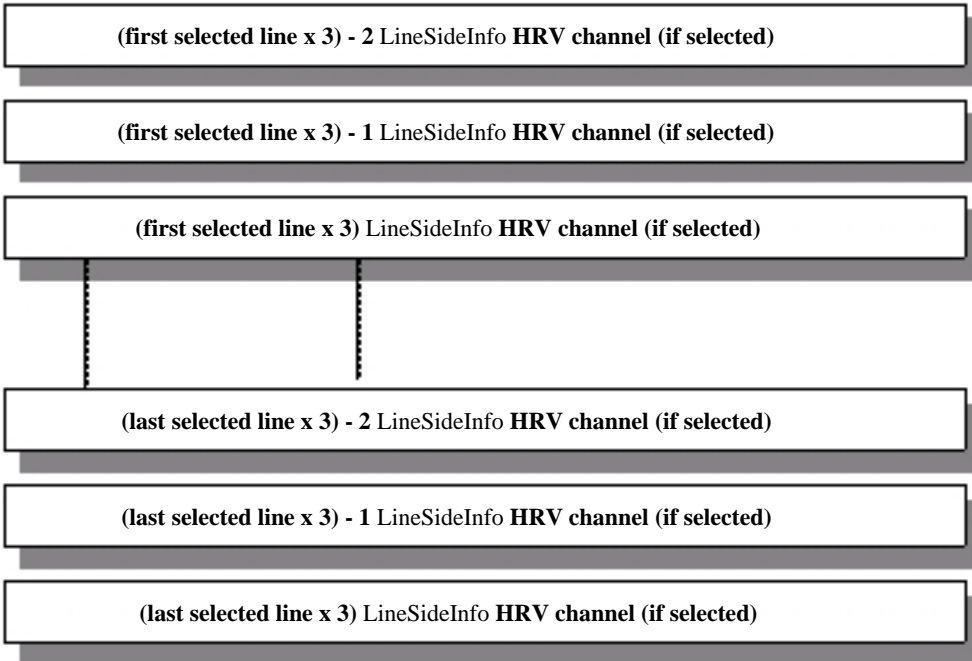 (first selected line x 3) - 2 LineSideInfo HRV channel (if selected)
(first selected line x 3) - 1 LineSideInfo HRV channel (if selected)
(first selected line x 3) LineSideInfo HRV channel (if selected)
(last selected line x 3) - 2 LineSideInfo HRV channel (if selected)
(last selected line x 3) - 1 LineSideInfo HRV channel (if selected)
(last selected line x 3) LineSideInfo HRV channel (if selected)